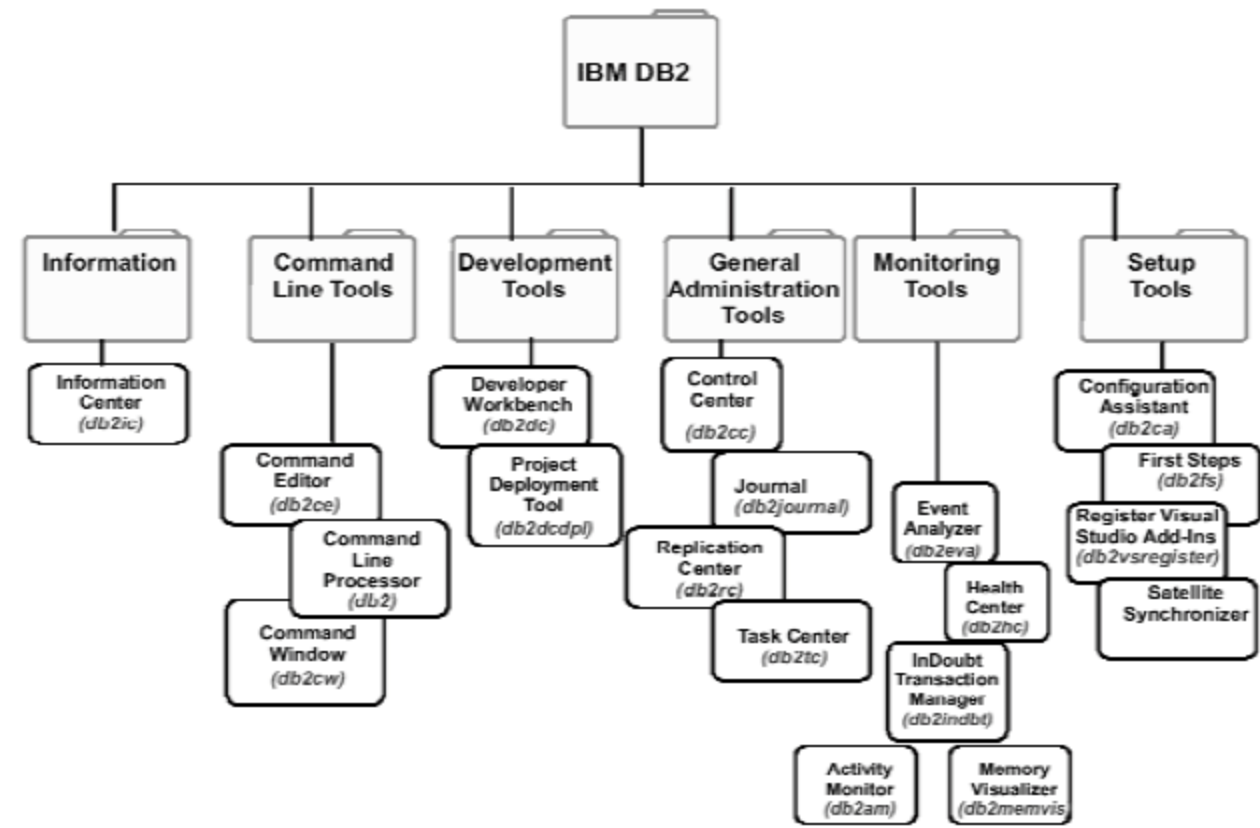 IBM DB2
Information
Command
Line Tools
Development
Tools
General
Administration
Tools
Monitoring
Tools
Setup
Tools
Information
Center
(db2ic)
Command
Editor
(db2ce)
Command
Line
Processor
(db2)
Command
Window
(db2cw)
Developer
Workbench
(db2dc)
Project
Deployment
Tool
(db2dcdpl)
Control
Center
(db2cc)
Journal
(db2journal)
Replication
Center
(db2rc)
Task Center
(db2tc)
Event
Analyzer
(db2eva)
Health
Center
(db2hc)
InDoubt
Transaction
Manager
(db2indbt)
Activity
Monitor
(db2am)
Memory
Visualizer
(db2memvis
Configuration
Assistant
(db2ca)
First Steps
(db2fs)
Register Visual
Studio Add-Ins
(db2vsregister)
Satellite
Synchronizer